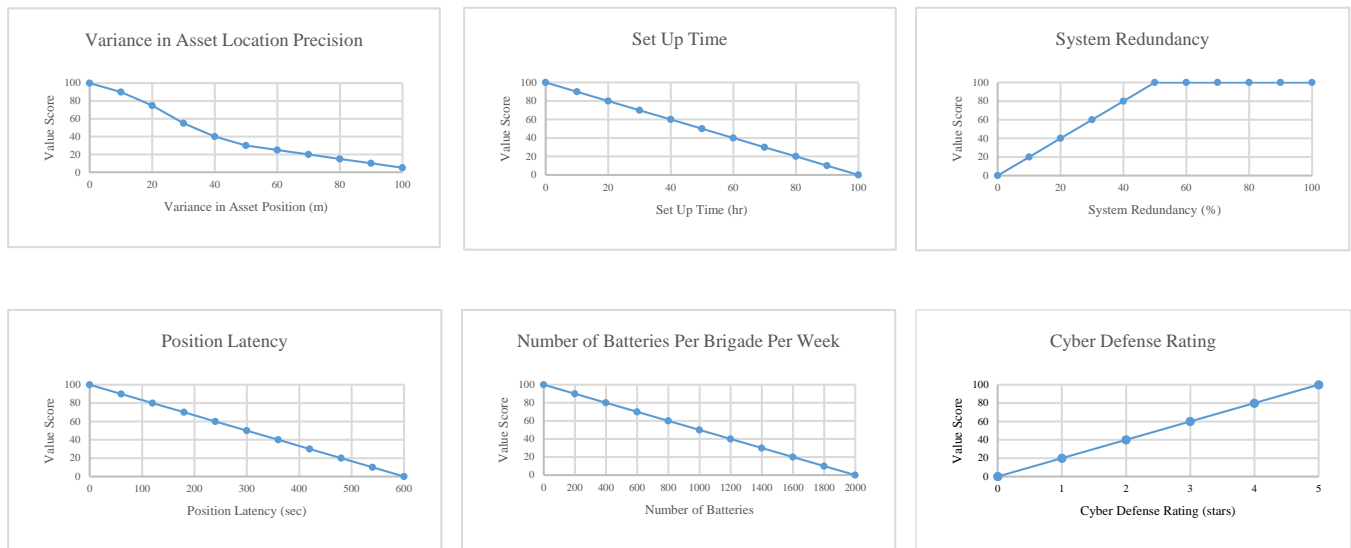 Variance in Asset Location Precision
Value Score
100
80
60
40
20
0
0 20 40 60 80 100
Variance in Asset Position (m)
Set Up Time
Value Score
100
80
60
40
20
0
0 20 40 60 80 100
Set Up Time (hr)
System Redundancy
Value Score
100
80
60
40
20
0
0 20 40 60 80 100
System Redundancy (%)
Position Latency
Value Score
100
80
60
40
20
0
0 100 200 300 400 500 600
Position Latency (sec)
Number of Batteries Per Brigade Per Week
Value Score
100
80
60
40
20
0
0 200 400 600 800 1000 1200 1400 1600 1800 2000
Number of Batteries
Cyber Defense Rating
Value Score
100
80
60
40
20
0
0 1 2 3 4 5
Cyber Defense Rating (stars)